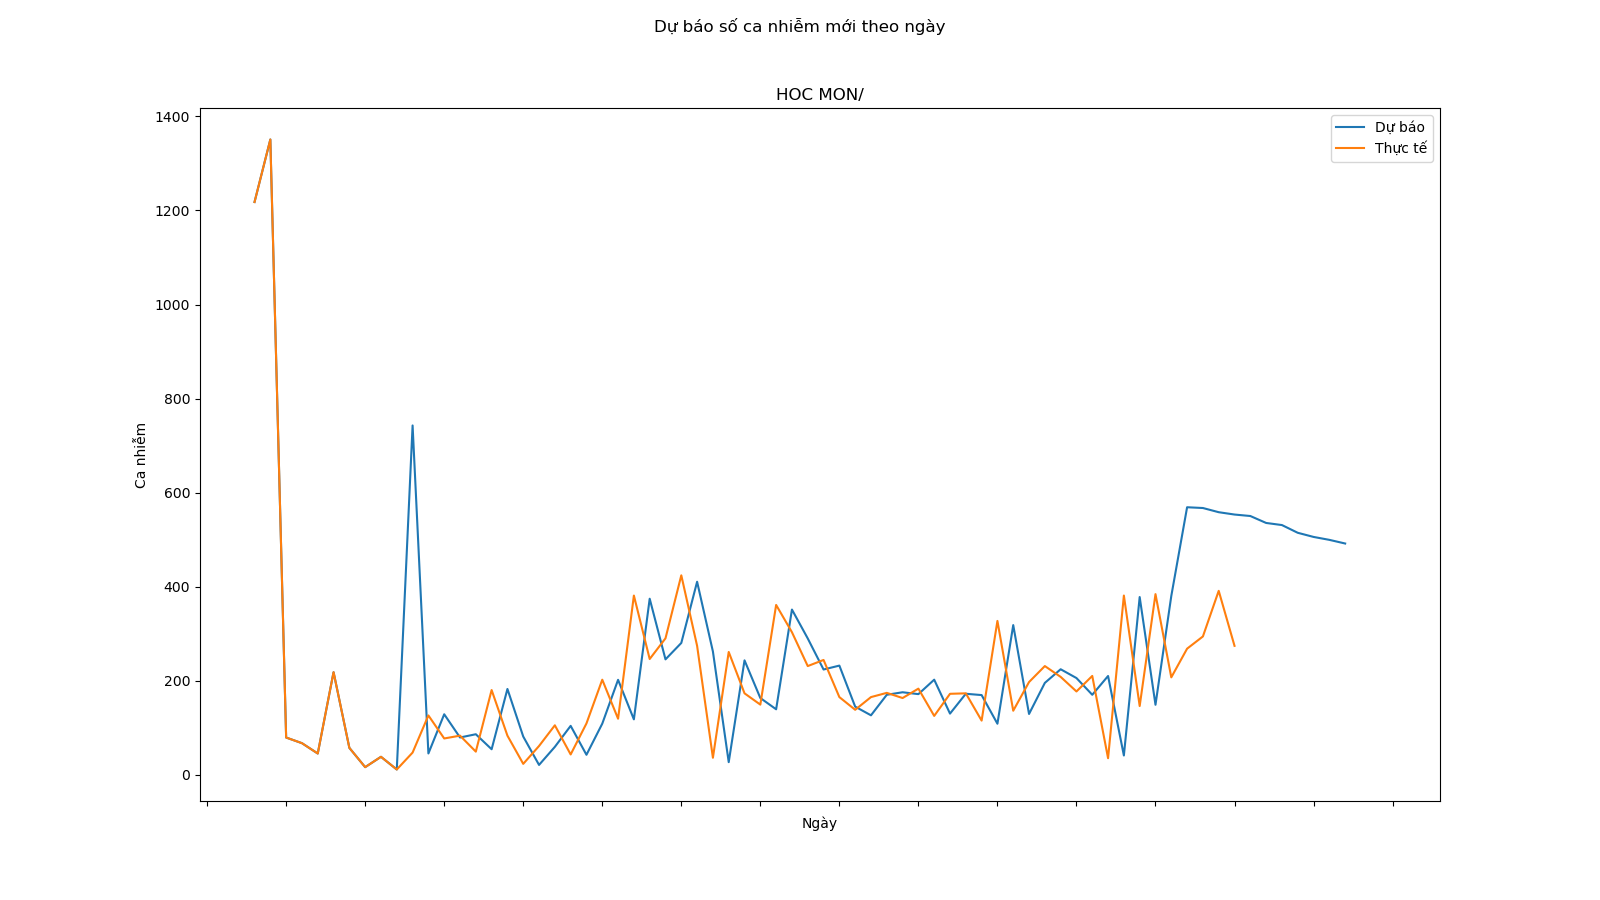 Dự báo số ca nhiễm mới theo ngày
HOC MON/
Dự báo
Thực tế
1400
1200
1000
800
600
400
200
0
Ca nhiễm
Ngày